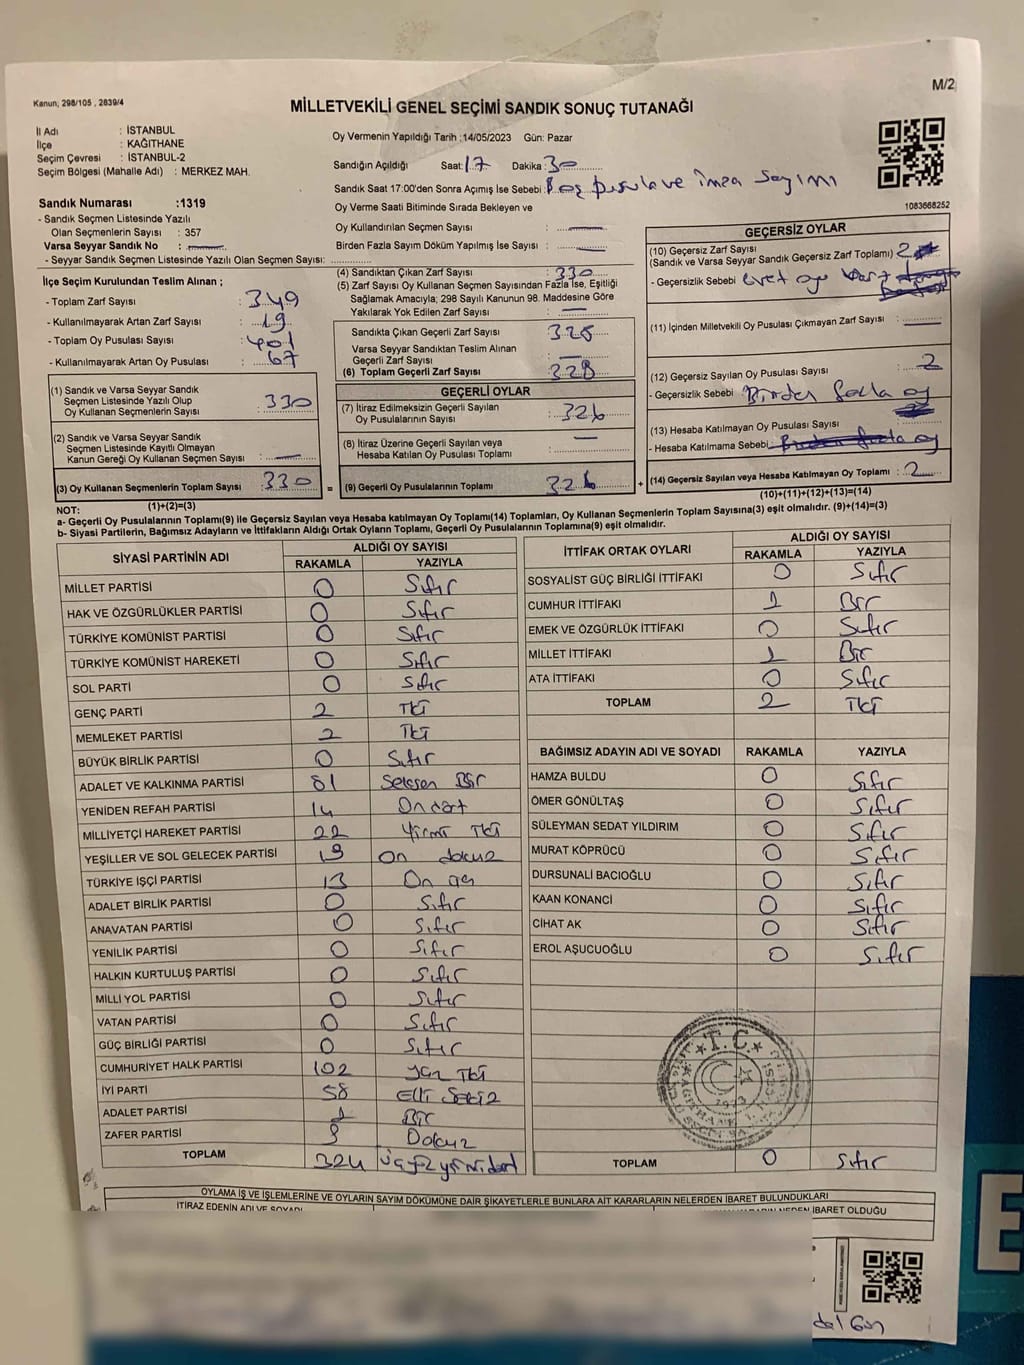 M/2
Kanun; 298/105 , 2839/4
MİLLETVEKİLİ GENEL SEÇİMİ SANDIK SONUÇ TUTANAĞI
İl Adı : İSTANBUL
İlçe : KAĞITHANE
Seçim Çevresi : İSTANBUL-2
Seçim Bölgesi (Mahalle Adı) : MERKEZ MAH.
Oy Vermenin Yapıldığı Tarih :14/05/2023 Gün: Pazar
Sandığın Açıldığı Saat: 17 Dakika : 30
Sandık Saat 17:00'den Sonra Açımış İse Sebebi : Boş pusula ve İmza sayımı
1083668252
Sandık Numarası :1319
- Sandık Seçmen Listesinde Yazılı
Olan Seçmenlerin Sayısı : 357
Varsa Seyyar Sandık No : —
- Seyyar Sandık Seçmen Listesinde Yazılı Olan Seçmen Sayısı:
Oy Verme Saati Bitiminde Sırada Bekleyen ve
Oy Kullandırılan Seçmen Sayısı : —
Birden Fazla Sayım Döküm Yapılmış İse Sayısı : —
İlçe Seçim Kurulundan Teslim Alınan ;
- Toplam Zarf Sayısı : 349
- Kullanılmayarak Artan Zarf Sayısı : 19
- Toplam Oy Pusulası Sayısı : 401
- Kullanılmayarak Artan Oy Pusulası : 67
(1) Sandık ve Varsa Seyyar Sandık
Seçmen Listesinde Yazılı Olup
Oy Kullanan Seçmenlerin Sayısı : 330
(2) Sandık ve Varsa Seyyar Sandık
Seçmen Listesinde Kayıtlı Olmayan
Kanun Gereği Oy Kullanan Seçmen Sayısı : —
(3) Oy Kullanan Seçmenlerin Toplam Sayısı : 330
(1)+(2)=(3)
(4) Sandıktan Çıkan Zarf Sayısı : 330
(5) Zarf Sayısı Oy Kullanan Seçmen Sayısından Fazla İse, Eşitliği
Sağlamak Amacıyla; 298 Sayılı Kanunun 98. Maddesine Göre
Yakılarak Yok Edilen Zarf Sayısı : —
Sandıkta Çıkan Geçerli Zarf Sayısı 328
Varsa Seyyar Sandıktan Teslim Alınan
Geçerli Zarf Sayısı : —
(6) Toplam Geçerli Zarf Sayısı : 328
GEÇERLİ OYLAR
(7) İtiraz Edilmeksizin Geçerli Sayılan
Oy Pusulalarının Sayısı : 326
(8) İtiraz Üzerine Geçerli Sayılan veya
Hesaba Katılan Oy Pusulası Toplamı : —
= (9) Geçerli Oy Pusulalarının Toplamı 326 +
GEÇERSİZ OYLAR
(10) Geçersiz Zarf Sayısı
(Sandık ve Varsa Seyyar Sandık Geçersiz Zarf Toplamı) 2
- Geçersizlik Sebebi : Evet oy
(11) İçinden Milletvekili Oy Pusulası Çıkmayan Zarf Sayısı : —
(12) Geçersiz Sayılan Oy Pusulası Sayısı : 2
- Geçersizlik Sebebi : Birden fazla oy
(13) Hesaba Katılmayan Oy Pusulası Sayısı :
- Hesaba Katılmama Sebebi: Birden fazla oy
(14) Geçersiz Sayılan veya Hesaba Katılmayan Oy Toplamı : 2
(10)+(11)+(12)+(13)=(14)
NOT:
a- Geçerli Oy Pusulalarının Toplamı(9) ile Geçersiz Sayılan veya Hesaba katılmayan Oy Toplamı(14) Toplamları, Oy Kullanan Seçmenlerin Toplam Sayısına(3) eşit olmalıdır. (9)+(14)=(3)
b- Siyasi Partilerin, Bağımsız Adayların ve İttifakların Aldığı Ortak Oyların Toplamı, Geçerli Oy Pusulalarının Toplamına(9) eşit olmalıdır.
SİYASİ PARTİNİN ADI ALDIĞI OY SAYISI
RAKAMLA YAZIYLA
MİLLET PARTİSİ 0 Sıfır
HAK VE ÖZGÜRLÜKLER PARTİSİ 0 Sıfır
TÜRKİYE KOMÜNİST PARTİSİ 0 Sıfır
TÜRKİYE KOMÜNİST HAREKETİ 0 Sıfır
SOL PARTİ 0 Sıfır
GENÇ PARTİ 2 İki
MEMLEKET PARTİSİ 2 İki
BÜYÜK BİRLİK PARTİSİ 0 Sıfır
ADALET VE KALKINMA PARTİSİ 81 Seksen Bir
YENİDEN REFAH PARTİSİ 14 On dört
MİLLİYETÇİ HAREKET PARTİSİ 22 Yirmi İki
YEŞİLLER VE SOL GELECEK PARTİSİ 19 On dokuz
TÜRKİYE İŞÇİ PARTİSİ 13 On üç
ADALET BİRLİK PARTİSİ 0 Sıfır
ANAVATAN PARTİSİ 0 Sıfır
YENİLİK PARTİSİ 0 Sıfır
HALKIN KURTULUŞ PARTİSİ 0 Sıfır
MİLLİ YOL PARTİSİ 0 Sıfır
VATAN PARTİSİ 0 Sıfır
GÜÇ BİRLİĞİ PARTİSİ 0 Sıfır
CUMHURİYET HALK PARTİSİ 102 Yüz İki
İYİ PARTİ 58 Elli Sekiz
ADALET PARTİSİ 1 Bir
ZAFER PARTİSİ 9 Dokuz
TOPLAM 324 Üçyüzyirmidört
İTTİFAK ORTAK OYLARI ALDIĞI OY SAYISI
RAKAMLA YAZIYLA
SOSYALİST GÜÇ BİRLİĞİ İTTİFAKI 0 Sıfır
CUMHUR İTTİFAKI 1 Bir
EMEK VE ÖZGÜRLÜK İTTİFAKI 0 Sıfır
MİLLET İTTİFAKI 1 Bir
ATA İTTİFAKI 0 Sıfır
TOPLAM 2 İki
BAĞIMSIZ ADAYIN ADI VE SOYADI RAKAMLA YAZIYLA
HAMZA BULDU 0 Sıfır
ÖMER GÖNÜLTAŞ 0 Sıfır
SÜLEYMAN SEDAT YILDIRIM 0 Sıfır
MURAT KÖPRÜCÜ 0 Sıfır
DURSUNALİ BACIOĞLU 0 Sıfır
KAAN KONANCİ 0 Sıfır
CİHAT AK 0 Sıfır
EROL AŞUCUOĞLU 0 Sıfır
T.C.
TOPLAM 0 Sıfır
OYLAMA İŞ VE İŞLEMLERİNE VE OYLARIN SAYIM DÖKÜMÜNE DAİR ŞİKAYETLERLE BUNLARA AİT KARARLARIN NELERDEN İBARET BULUNDUKLARI
İTİRAZ EDENİN ADI VE SOYADI
NEDEN İBARET OLDUĞU
E